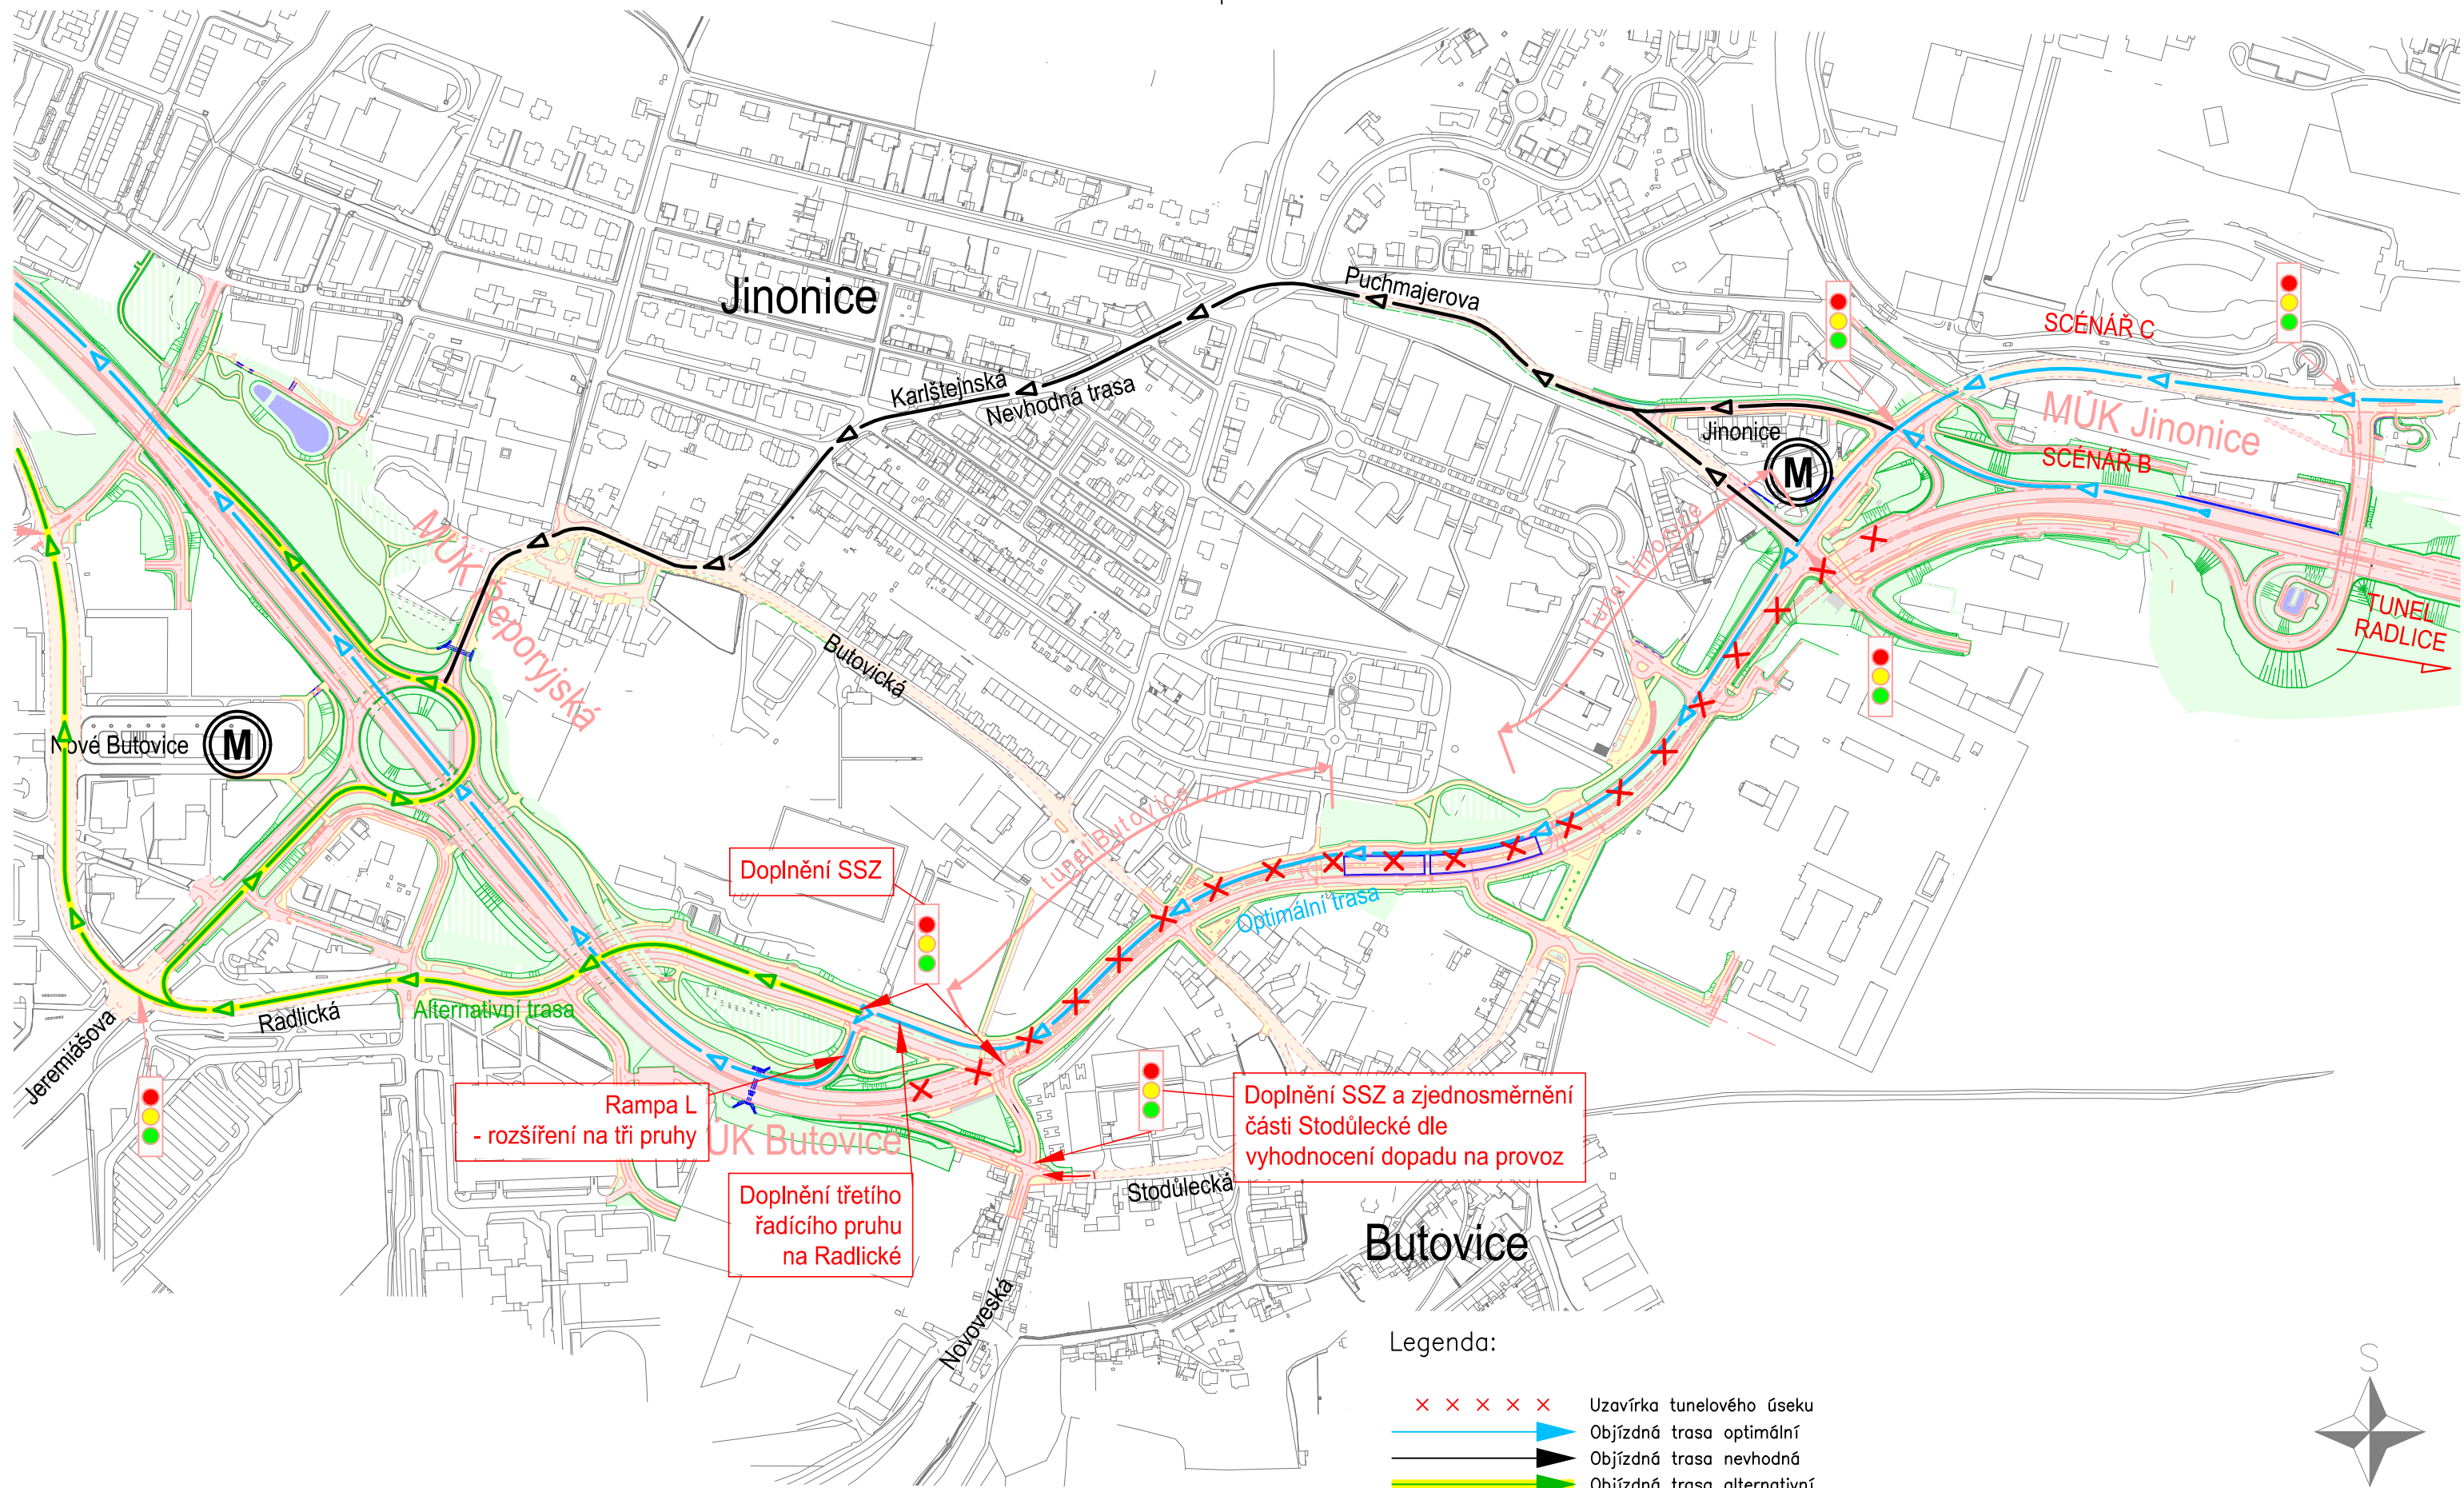 Jinonice
Puchmajerova
SCÉNÁŘ C
Karlštejnská
Nevhodná trasa
MÚK Jinonice
Jinonice
M
SCÉNÁŘ B
MÚK Řeporyjská
tunel Jinonice
TUNEL
RADLICE
Butovická
Nové Butovice
M
tunel Butovice
Doplnění SSZ
Optimální trasa
Alternativní trasa
Radlická
Jeremiášova
Rampa L
- rozšíření na tři pruhy
ÚK Butovice
Doplnění SSZ a zjednosměrnění
části Stodůlecké dle
vyhodnocení dopadu na provoz
Doplnění třetího
řadícího pruhu
na Radlické
Stodůlecká
Butovice
Novoveská
Legenda:
Uzavírka tunelového úseku
Objízdná trasa optimální
Objízdná trasa nevhodná
Objízdná trasa alternativní
S